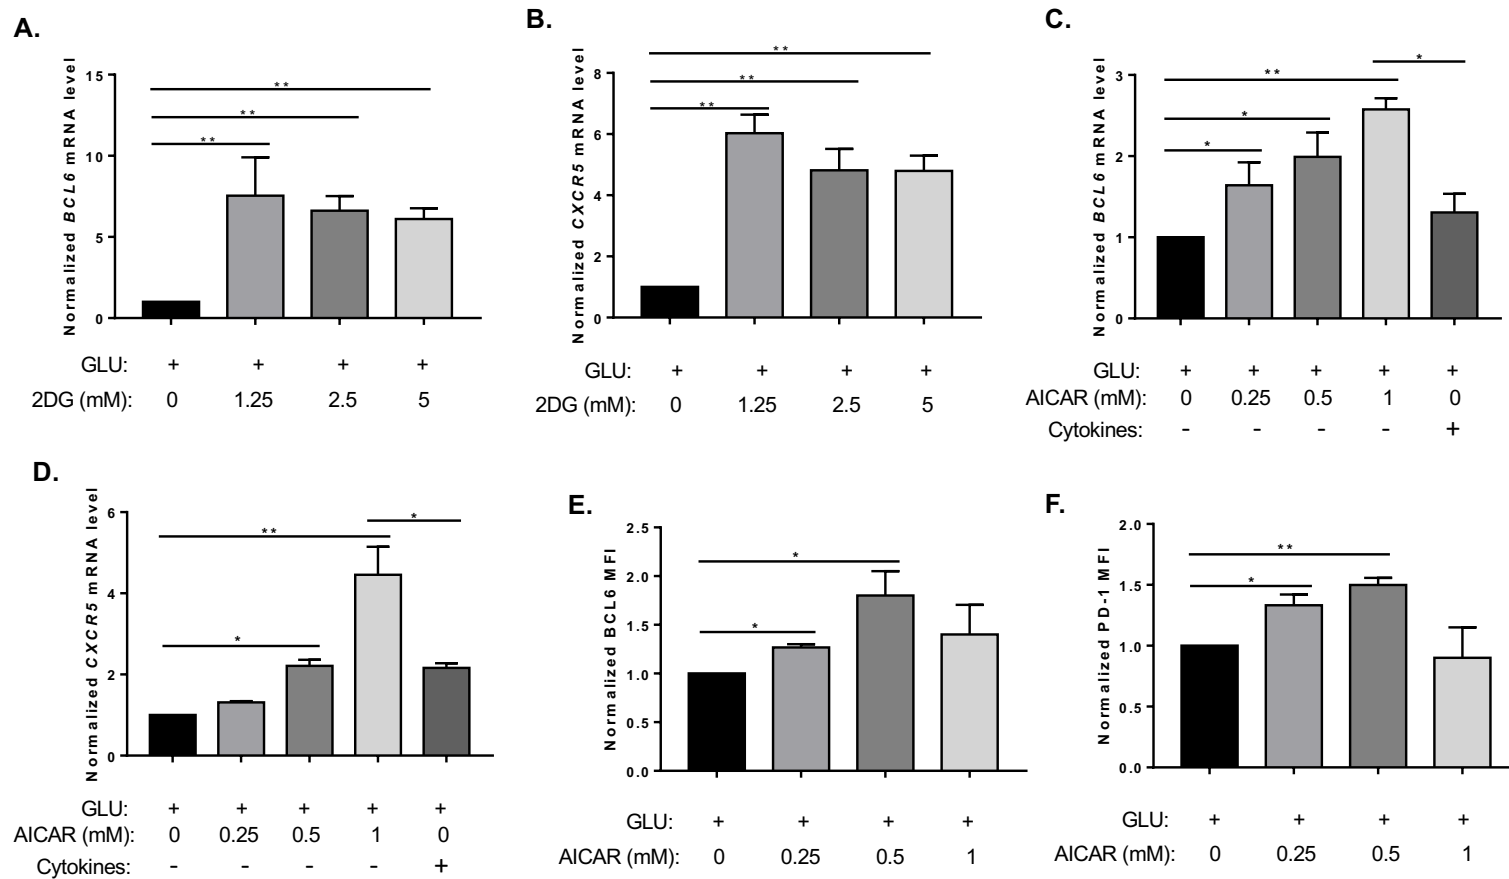 A.
Normalized BCL6 mRNA level
15
10
5
0
**
**
**
GLU: + + + +
2DG (mM): 0 1.25 2.5 5
B.
Normalized CXCR5 mRNA level
8
6
4
2
0
**
**
**
GLU: + + + +
2DG (mM): 0 1.25 2.5 5
C.
Normalized BCL6 mRNA level
3
2
1
0
*
**
*
*
GLU: + + + + +
AICAR (mM): 0 0.25 0.5 1 0
Cytokines: - - - - +
D.
Normalized CXCR5 mRNA level
6
4
2
0
*
**
*
GLU: + + + + +
AICAR (mM): 0 0.25 0.5 1 0
Cytokines: - - - - +
E.
Normalized BCL6 MFI
2.5
2.0
1.5
1.0
0.5
0.0
*
*
GLU: + + + +
AICAR (mM): 0 0.25 0.5 1
F.
Normalized PD-1 MFI
2.0
1.5
1.0
0.5
0.0
**
*
GLU: + + + +
AICAR (mM): 0 0.25 0.5 1